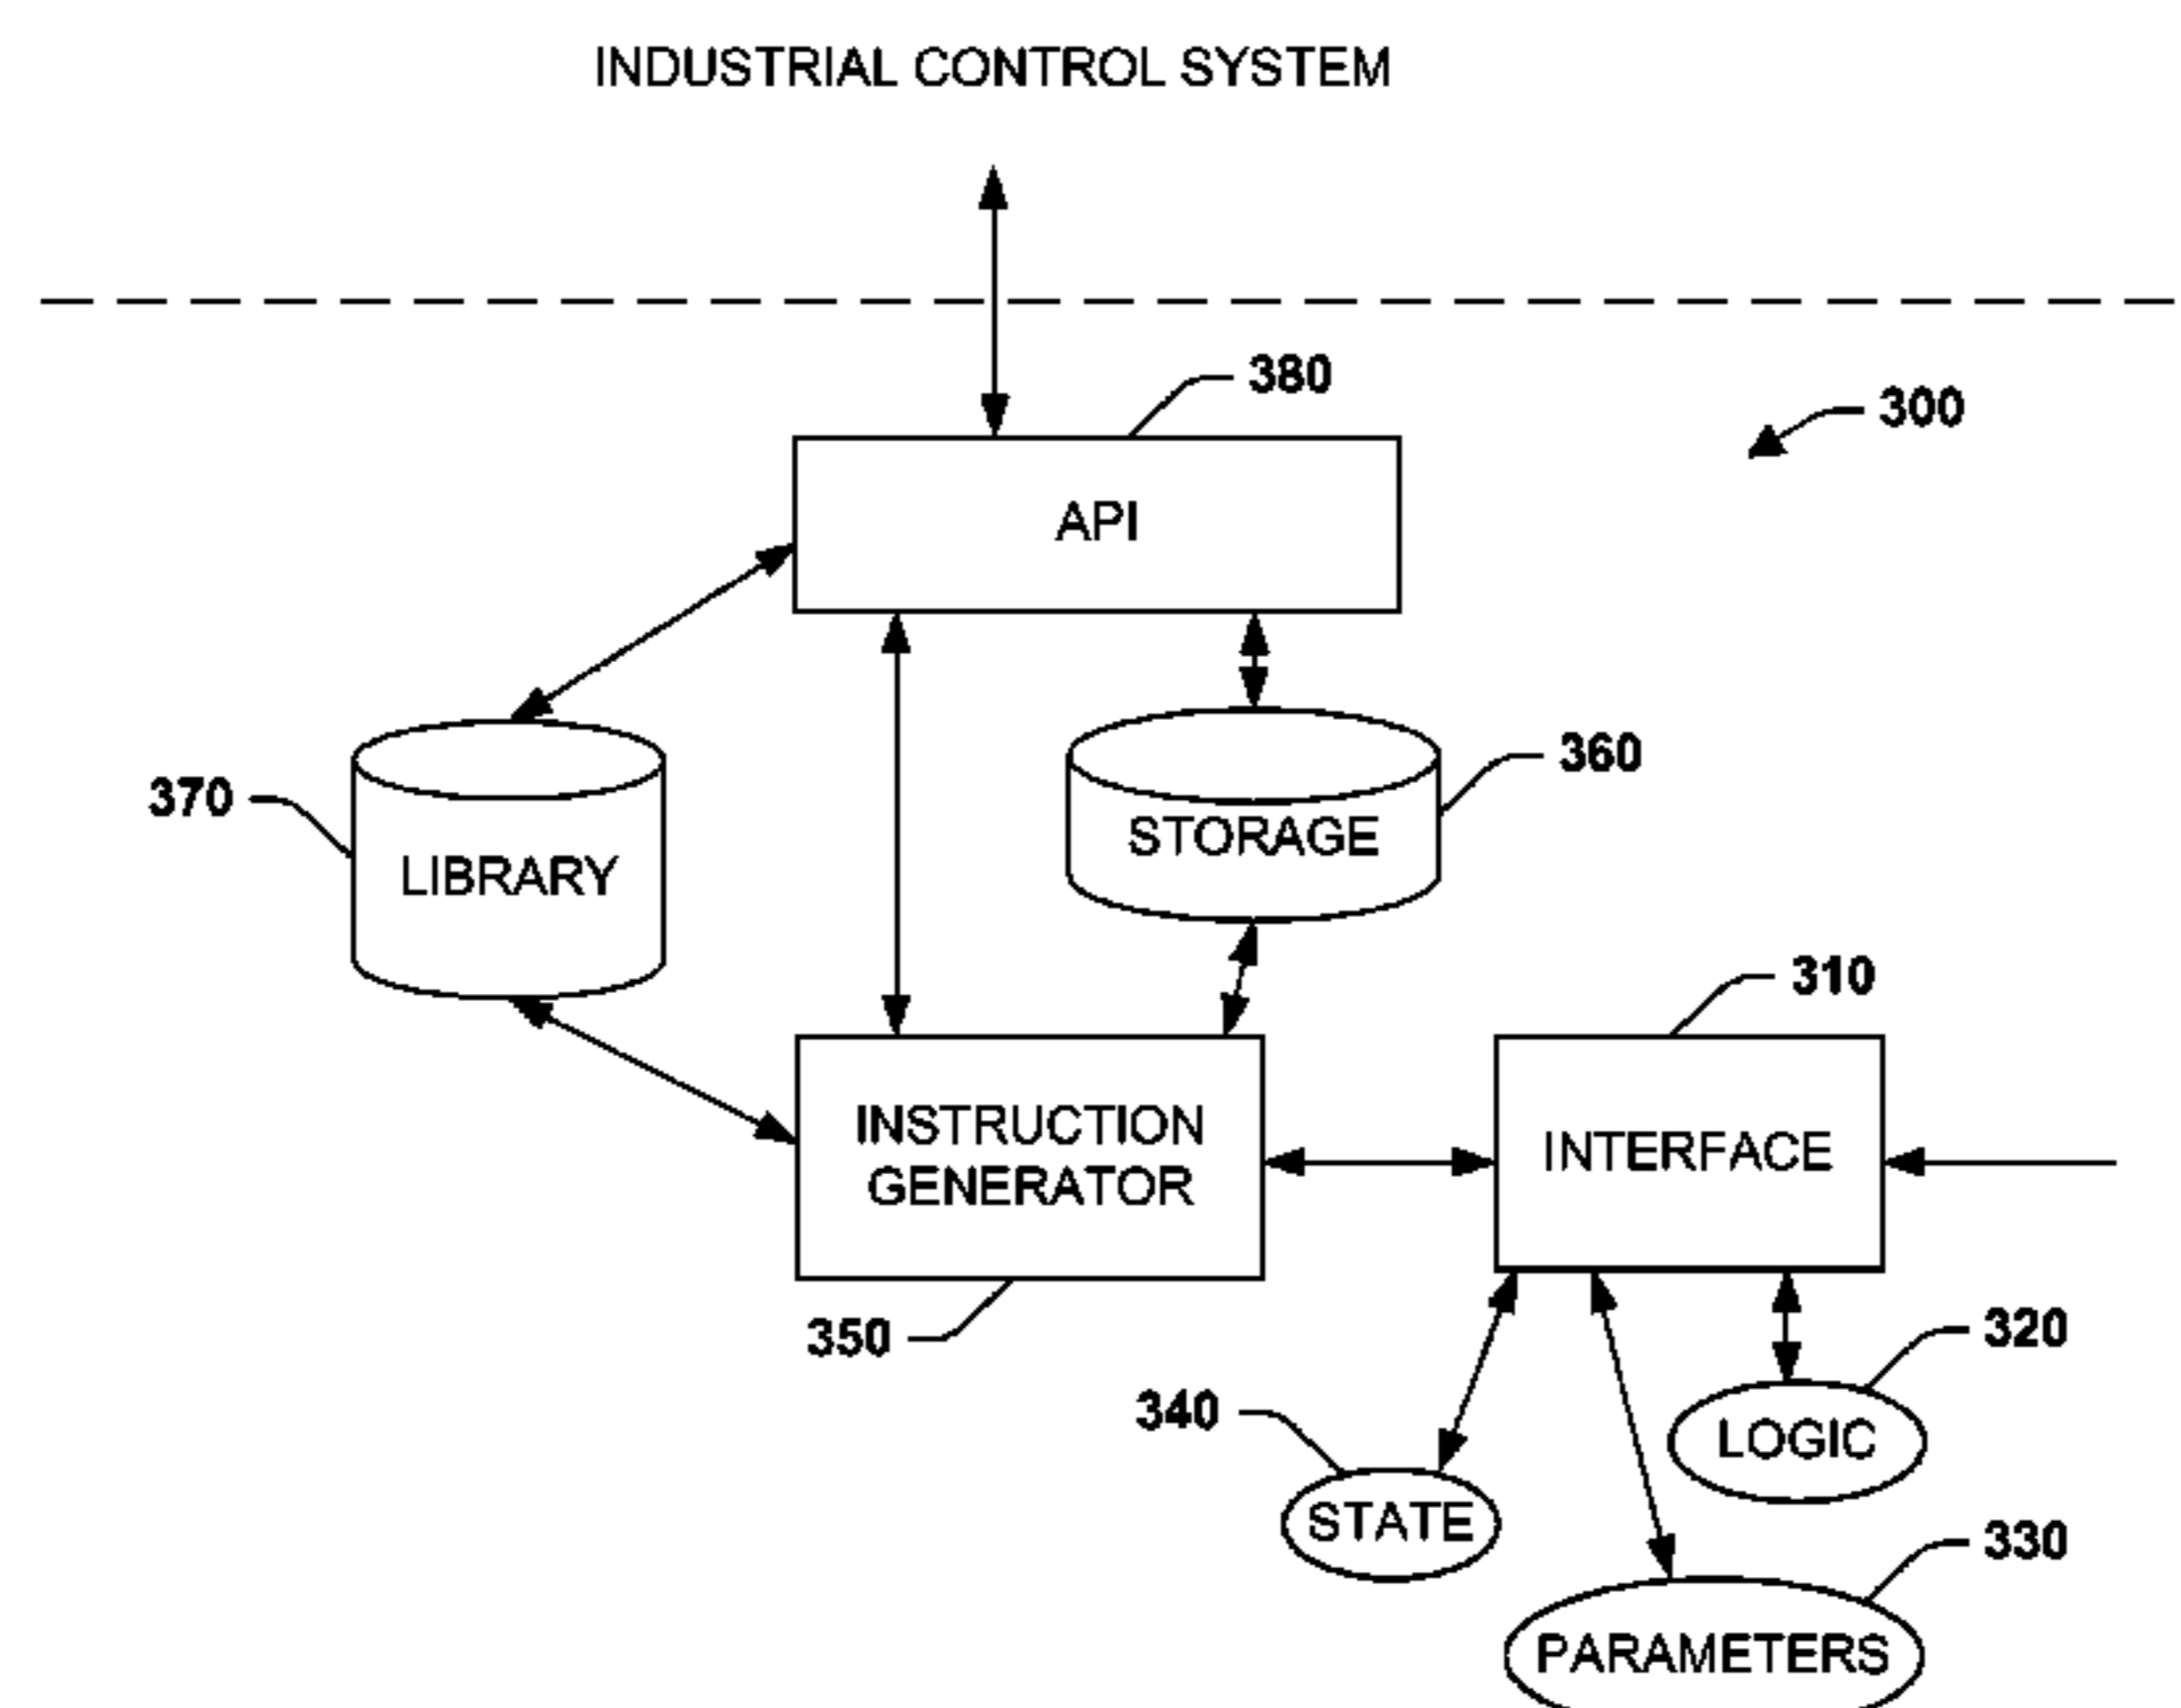 INDUSTRIAL CONTROL SYSTEM
380
300
API
360
370
STORAGE
LIBRARY
310
INSTRUCTION
GENERATOR
INTERFACE
350
320
340
LOGIC
STATE
330
PARAMETERS